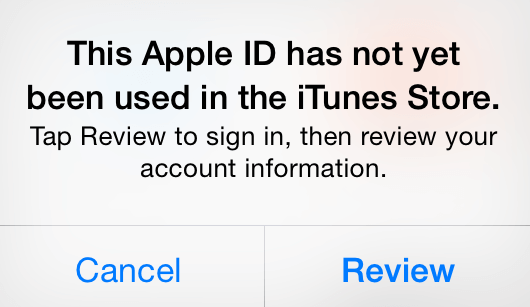 This Apple ID has not yet
been used in the iTunes Store.
Tap Review to sign in, then review your
account information.
Cancel
Review